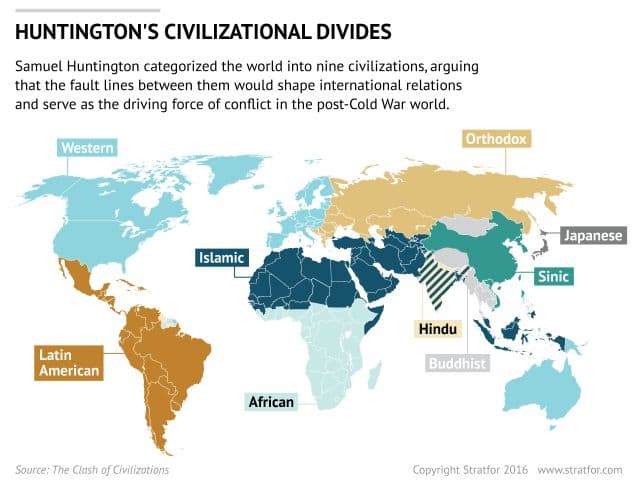 HUNTINGTON'S CIVILIZATIONAL DIVIDES
Samuel Huntington categorized the world into nine civilizations, arguing
that the fault lines between them would shape international relations
and serve as the driving force of conflict in the post-Cold War world.
Orthodox
Western
Japanese
Islamic
Sinic
Hindu
Latin
American
Buddhist
African
Source: The Clash of Civilizations
Copyright Stratfor 2016 www.stratfor.com